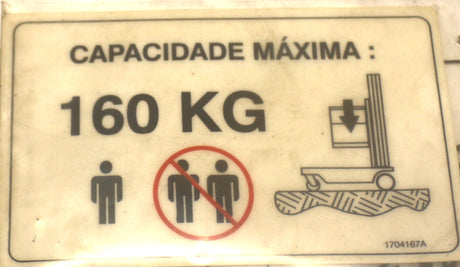 CAPACIDADE MÁXIMA :
160 KG
1704167A